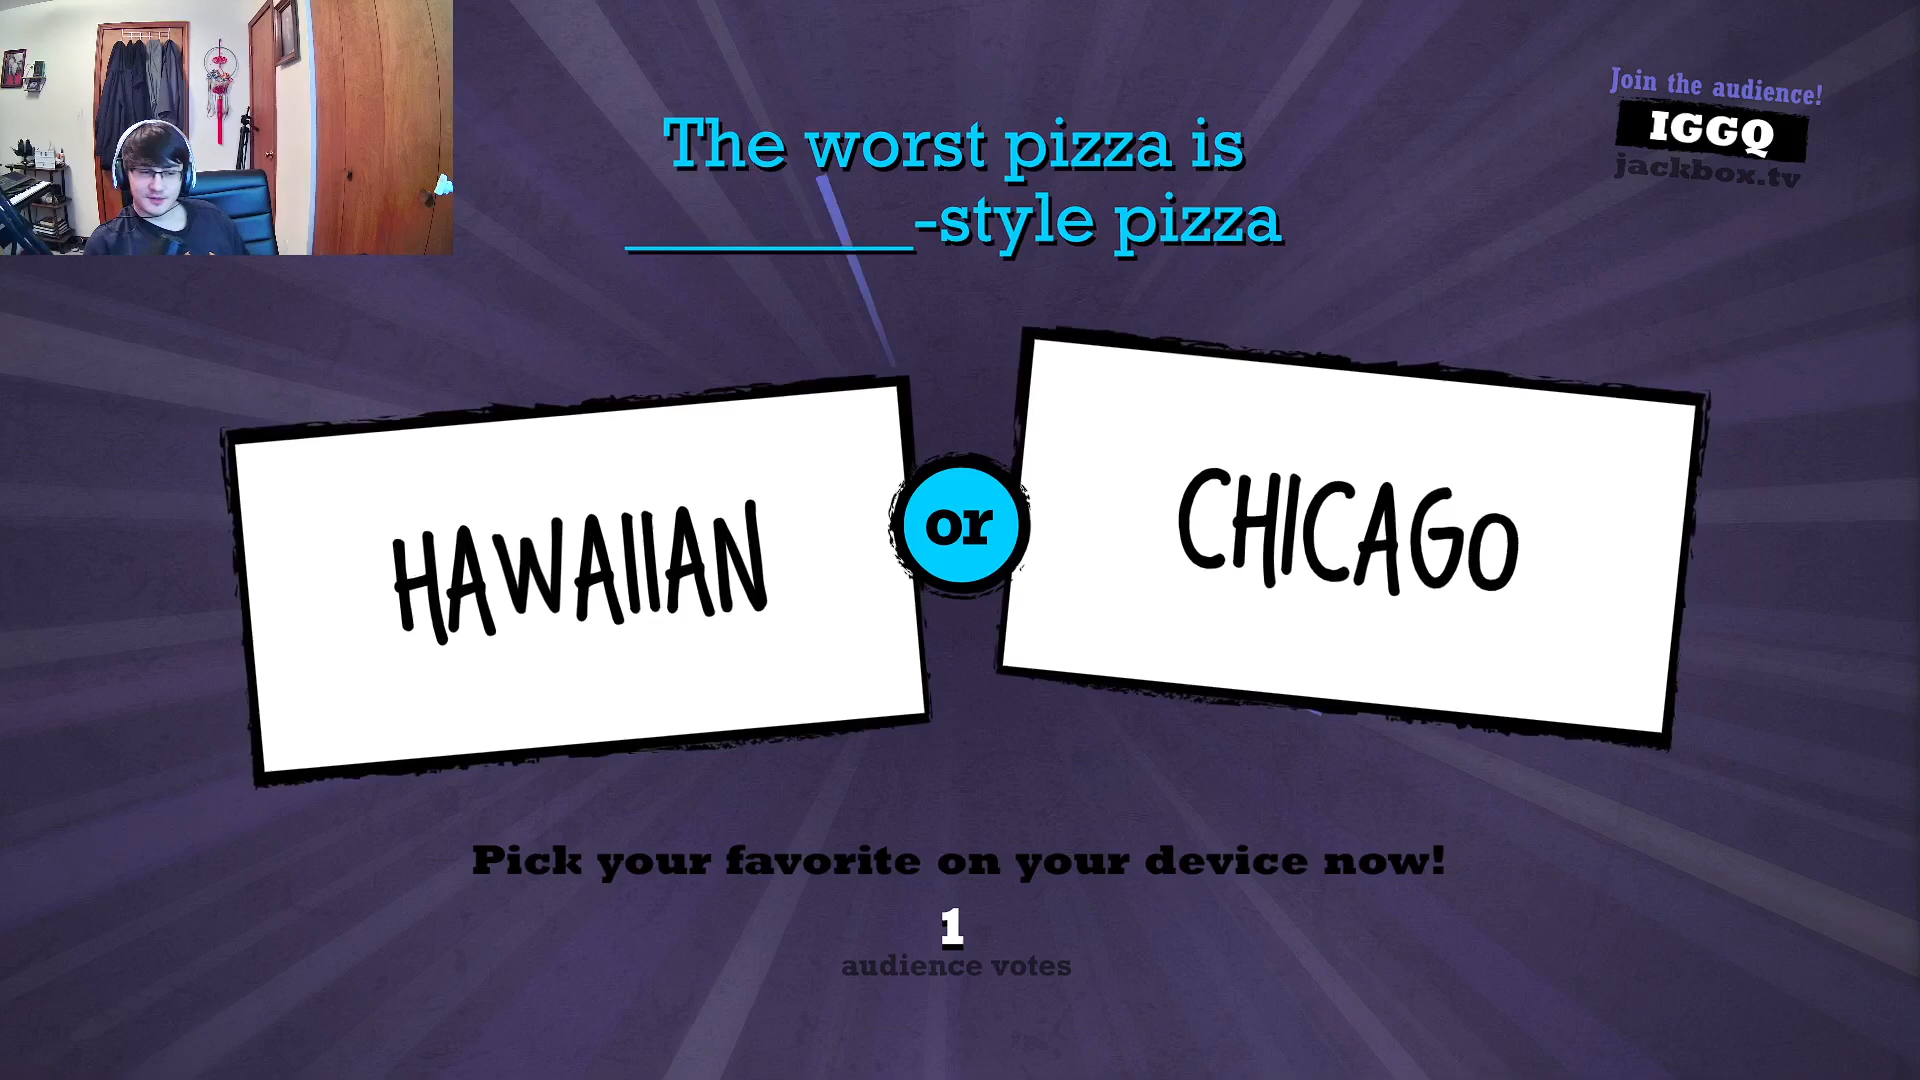 Join the audience!
IGGQ
jackbox.tv
The worst pizza is
________-style pizza
HAWAIIAN
or
CHICAGO
Pick your favorite on your device now!
1
audience votes